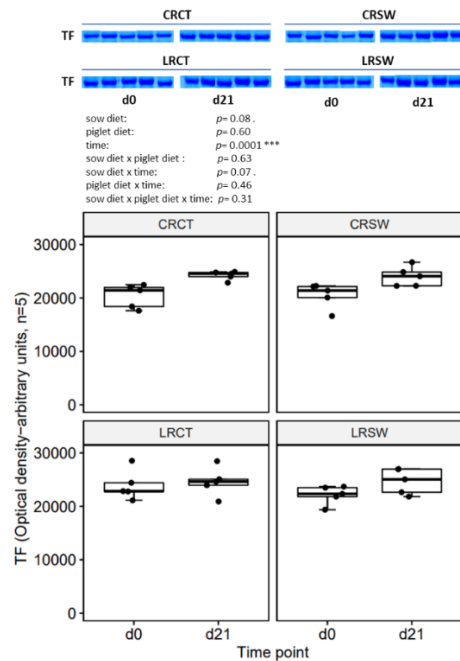 CRCT CRSW
TF
LRCT LRSW
TF
d0 d21 d0 d21
sow diet: p= 0.08 .
piglet diet: p= 0.60
time: p= 0.0001 ***
sow diet x piglet diet : p= 0.63
sow diet x time: p= 0.07 .
piglet diet x time: p= 0.46
sow diet x piglet diet x time: p= 0.31
TF (Optical density−arbitrary units, n=5)
CRCT CRSW
30000
20000
10000
0
LRCT LRSW
30000
20000
10000
0
d0 d21 d0 d21
Time point